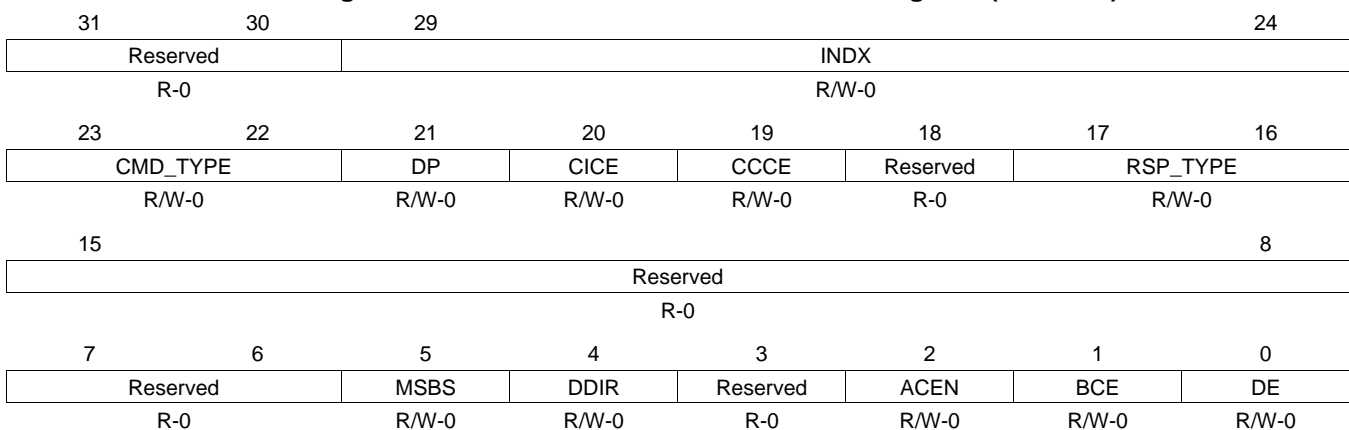 31 30 29 24
Reserved INDX
R-0 R/W-0
23 22 21 20 19 18 17 16
CMD_TYPE DP CICE CCCE Reserved RSP_TYPE
R/W-0 R/W-0 R/W-0 R/W-0 R-0 R/W-0
15 8
Reserved
R-0
7 6 5 4 3 2 1 0
Reserved MSBS DDIR Reserved ACEN BCE DE
R-0 R/W-0 R/W-0 R-0 R/W-0 R/W-0 R/W-0